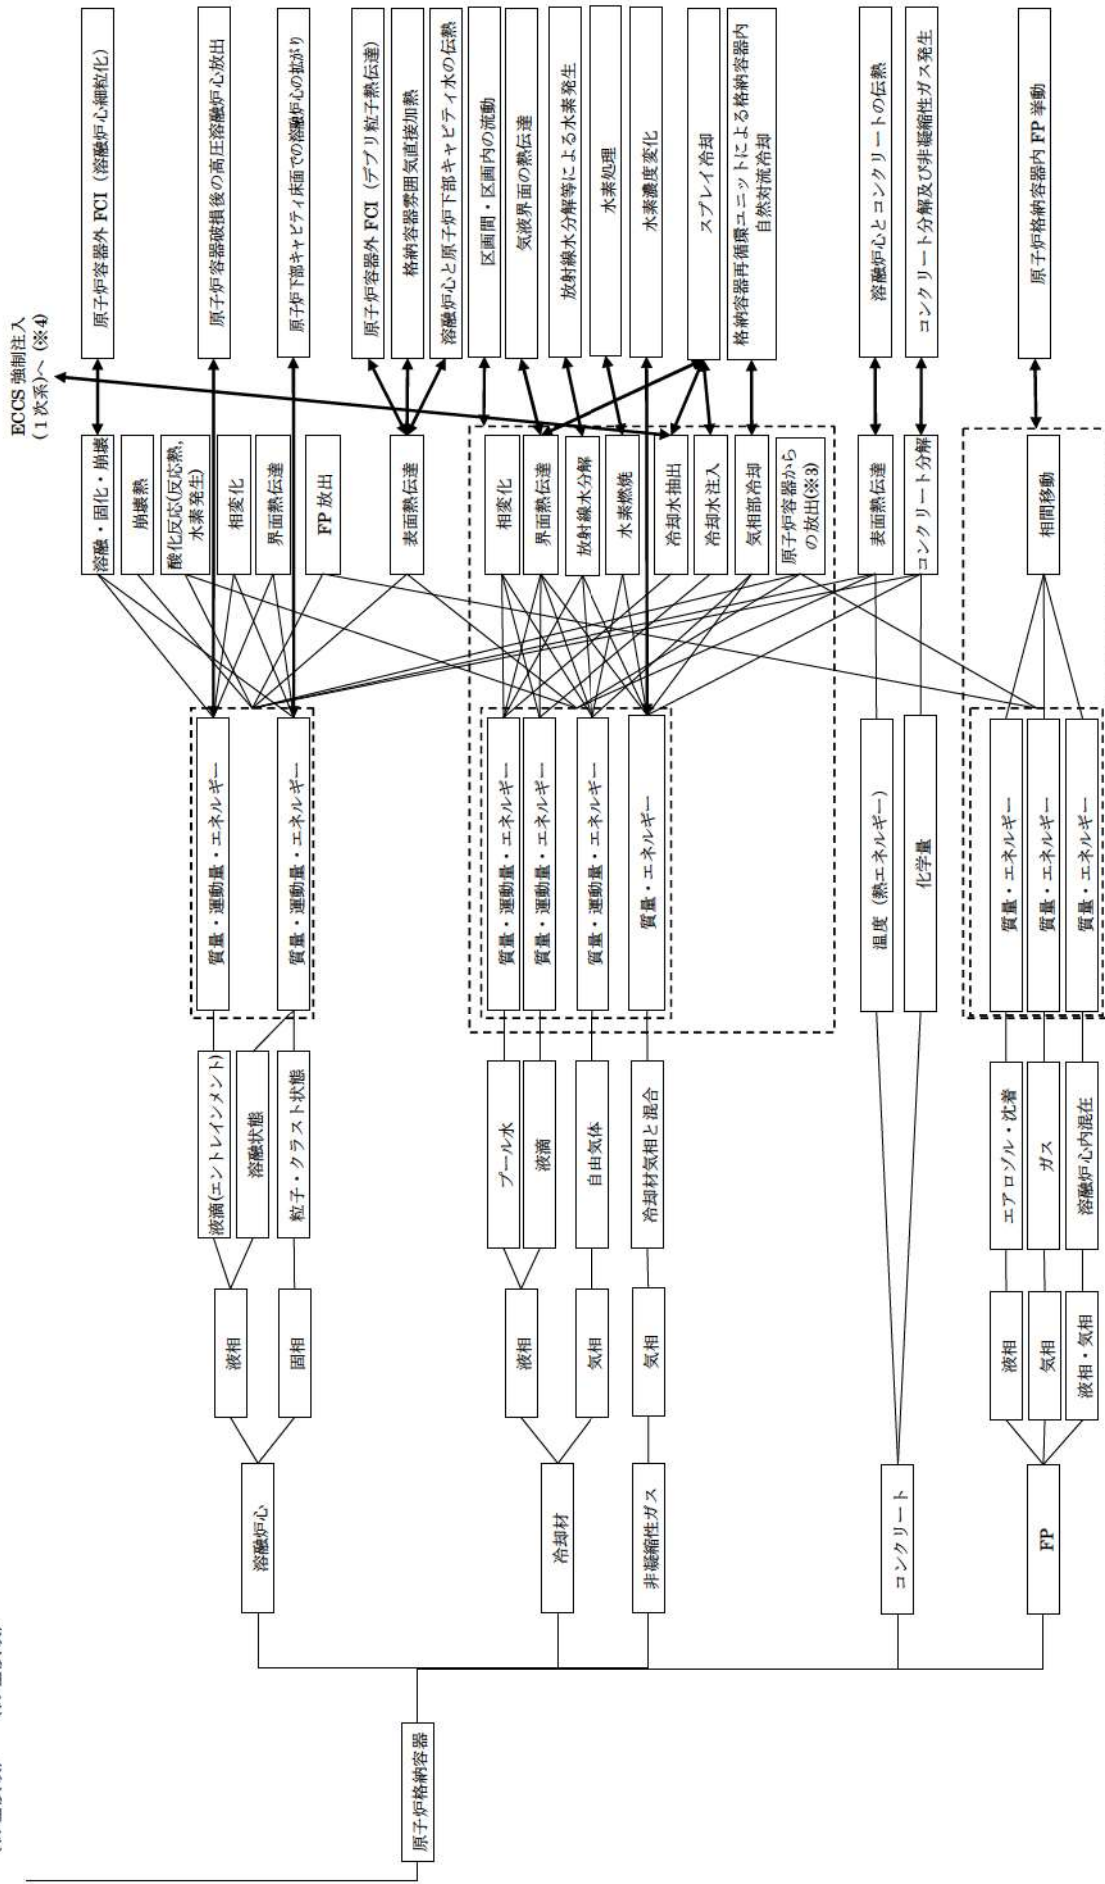 原子炉格納容器
溶融炉心
冷却材
非凝縮性ガス
コンクリート
FP
液相
固相
液相
気相
気相
液相
気相
液相・気相
液滴(エントレインメント)
溶融状態
粒子・クラスト状態
プール水
液滴
自由気体
冷却材気相と混合
エアロゾル・沈着
ガス
溶融炉心内混在
質量・運動量・エネルギー
質量・運動量・エネルギー
質量・運動量・エネルギー
質量・運動量・エネルギー
質量・運動量・エネルギー
質量・エネルギー
温度（熱エネルギー）
化学量
質量・エネルギー
質量・エネルギー
質量・エネルギー
溶融・固化・崩壊
崩壊熱
酸化反応(反応熱,
水素発生)
相変化
界面熱伝達
FP 放出
表面熱伝達
相変化
界面熱伝達
放射線水分解
水素燃焼
冷却水抽出
冷却水注入
気相部冷却
原子炉容器から
の放出(※3)
表面熱伝達
コンクリート分解
相間移動
ECCS 強制注入
(１次系)へ (※4)
原子炉容器外 FCI（溶融炉心細粒化）
原子炉容器破損後の高圧溶融炉心放出
原子炉下部キャビティ床面での溶融炉心の拡がり
原子炉容器外 FCI（デブリ粒子熱伝達）
格納容器雰囲気直接加熱
溶融炉心と原子炉下部キャビティ水の伝熱
区画間・区画内の流動
気液界面の熱伝達
放射線水分解等による水素発生
水素処理
水素濃度変化
スプレイ冷却
格納容器再循環ユニットによる格納容器内
自然対流冷却
溶融炉心とコンクリートの伝熱
コンクリート分解及び非凝縮性ガス発生
原子炉格納容器内 FP 挙動